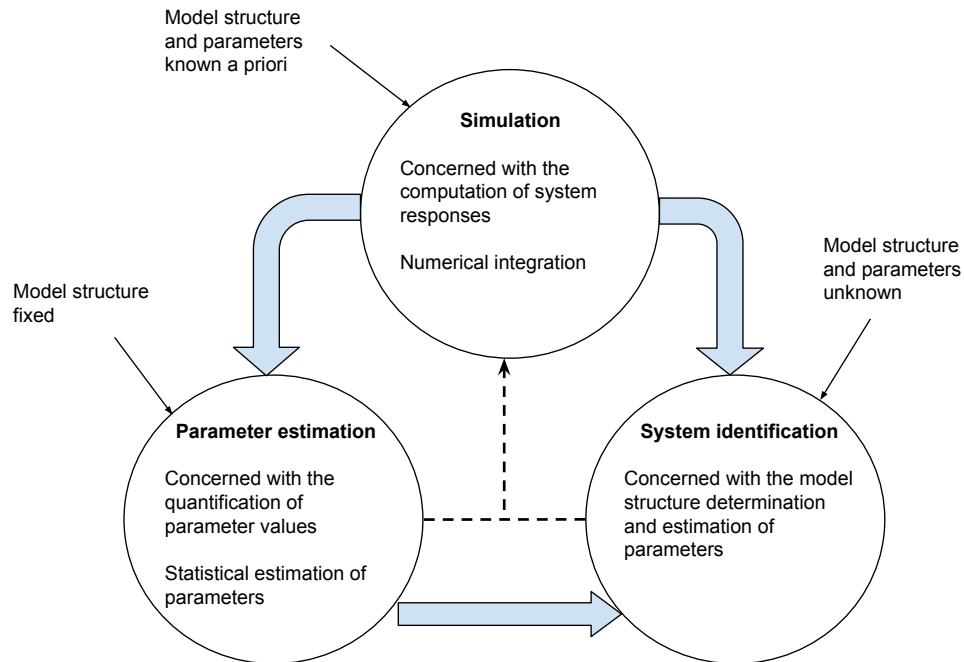 Model structure
and parameters
known a priori
Simulation
Concerned with the
computation of system
responses
Numerical integration
Model structure
and parameters
unknown
Model structure
fixed
Parameter estimation
Concerned with the
quantification of
parameter values
Statistical estimation of
parameters
System identification
Concerned with the model
structure determination
and estimation of
parameters